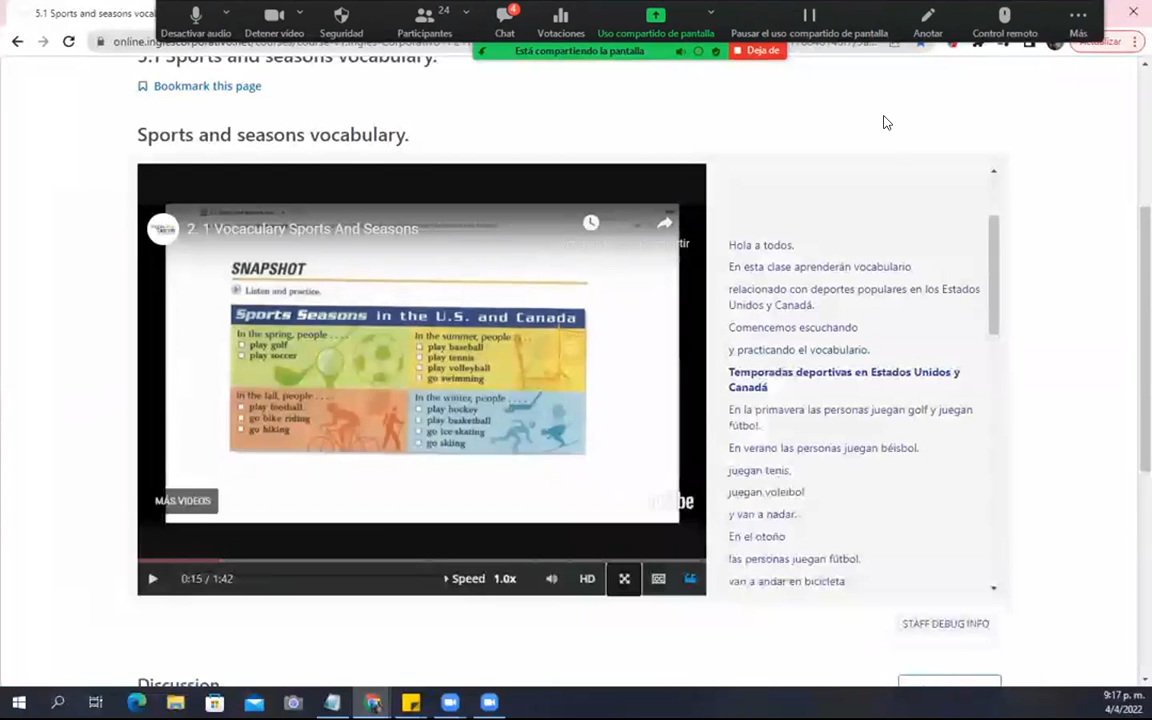 5.1 Sports and seasons vocabu
Desactivar audio
Detener video
Seguridad
24
Participantes
4
Chat
Votaciones
Uso compartido de pantalla
Pausar el uso compartido de pantalla
Anotar
Control remoto
Más
Está compartiendo la pantalla
Deja de
Actualizar
5.1 Sports and seasons vocabulary.
Bookmark this page
Sports and seasons vocabulary.
2. 1 Vocaculary Sports And Seasons
SNAPSHOT
Listen and practice.
Sports Seasons in the U.S. and Canada
In the spring, people . . . .
play golf
play soccer
In the summer, people . . . .
play baseball
play tennis
play volleyball
go swimming
In the fall, people . . . .
play football
go bike riding
go hiking
In the winter, people . . . .
play hockey
play basketball
go ice-skating
go skiing
MÁS VIDEOS
0:15 / 1:42
Speed 1.0x
HD
Hola a todos.
En esta clase aprenderán vocabulario
relacionado con deportes populares en los Estados
Unidos y Canadá.
Comencemos escuchando
y practicando el vocabulario.
Temporadas deportivas en Estados Unidos y
Canadá
En la primavera las personas juegan golf y juegan
fútbol.
En verano las personas juegan béisbol.
juegan tenis,
juegan voleibol
y van a nadar.
En el otoño
las personas juegan fútbol.
van a andar en bicicleta
STAFF DEBUG INFO
Discussion
9:17 p. m.
4/4/2022